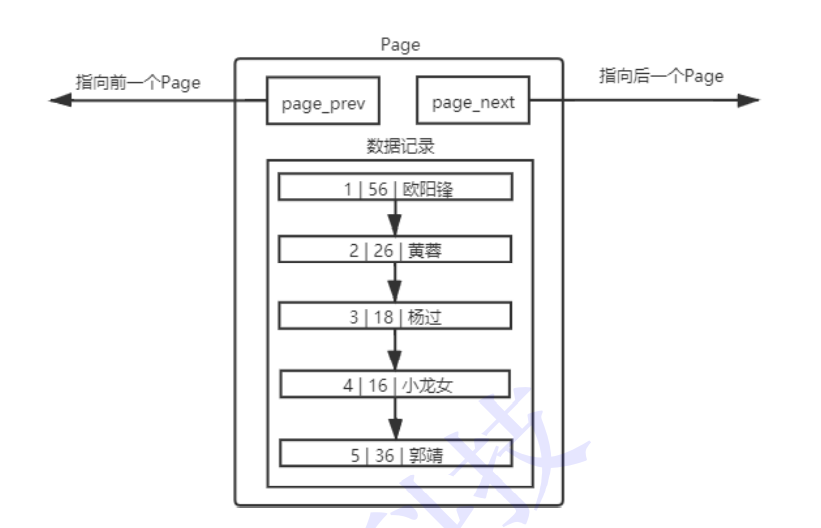 Page
指向前一个Page
指向后一个Page
page_prev
page_next
数据记录
1 | 56 | 欧阳锋
2 | 26 | 黄蓉
3 | 18 | 杨过
4 | 16 | 小龙女
5 | 36 | 郭靖